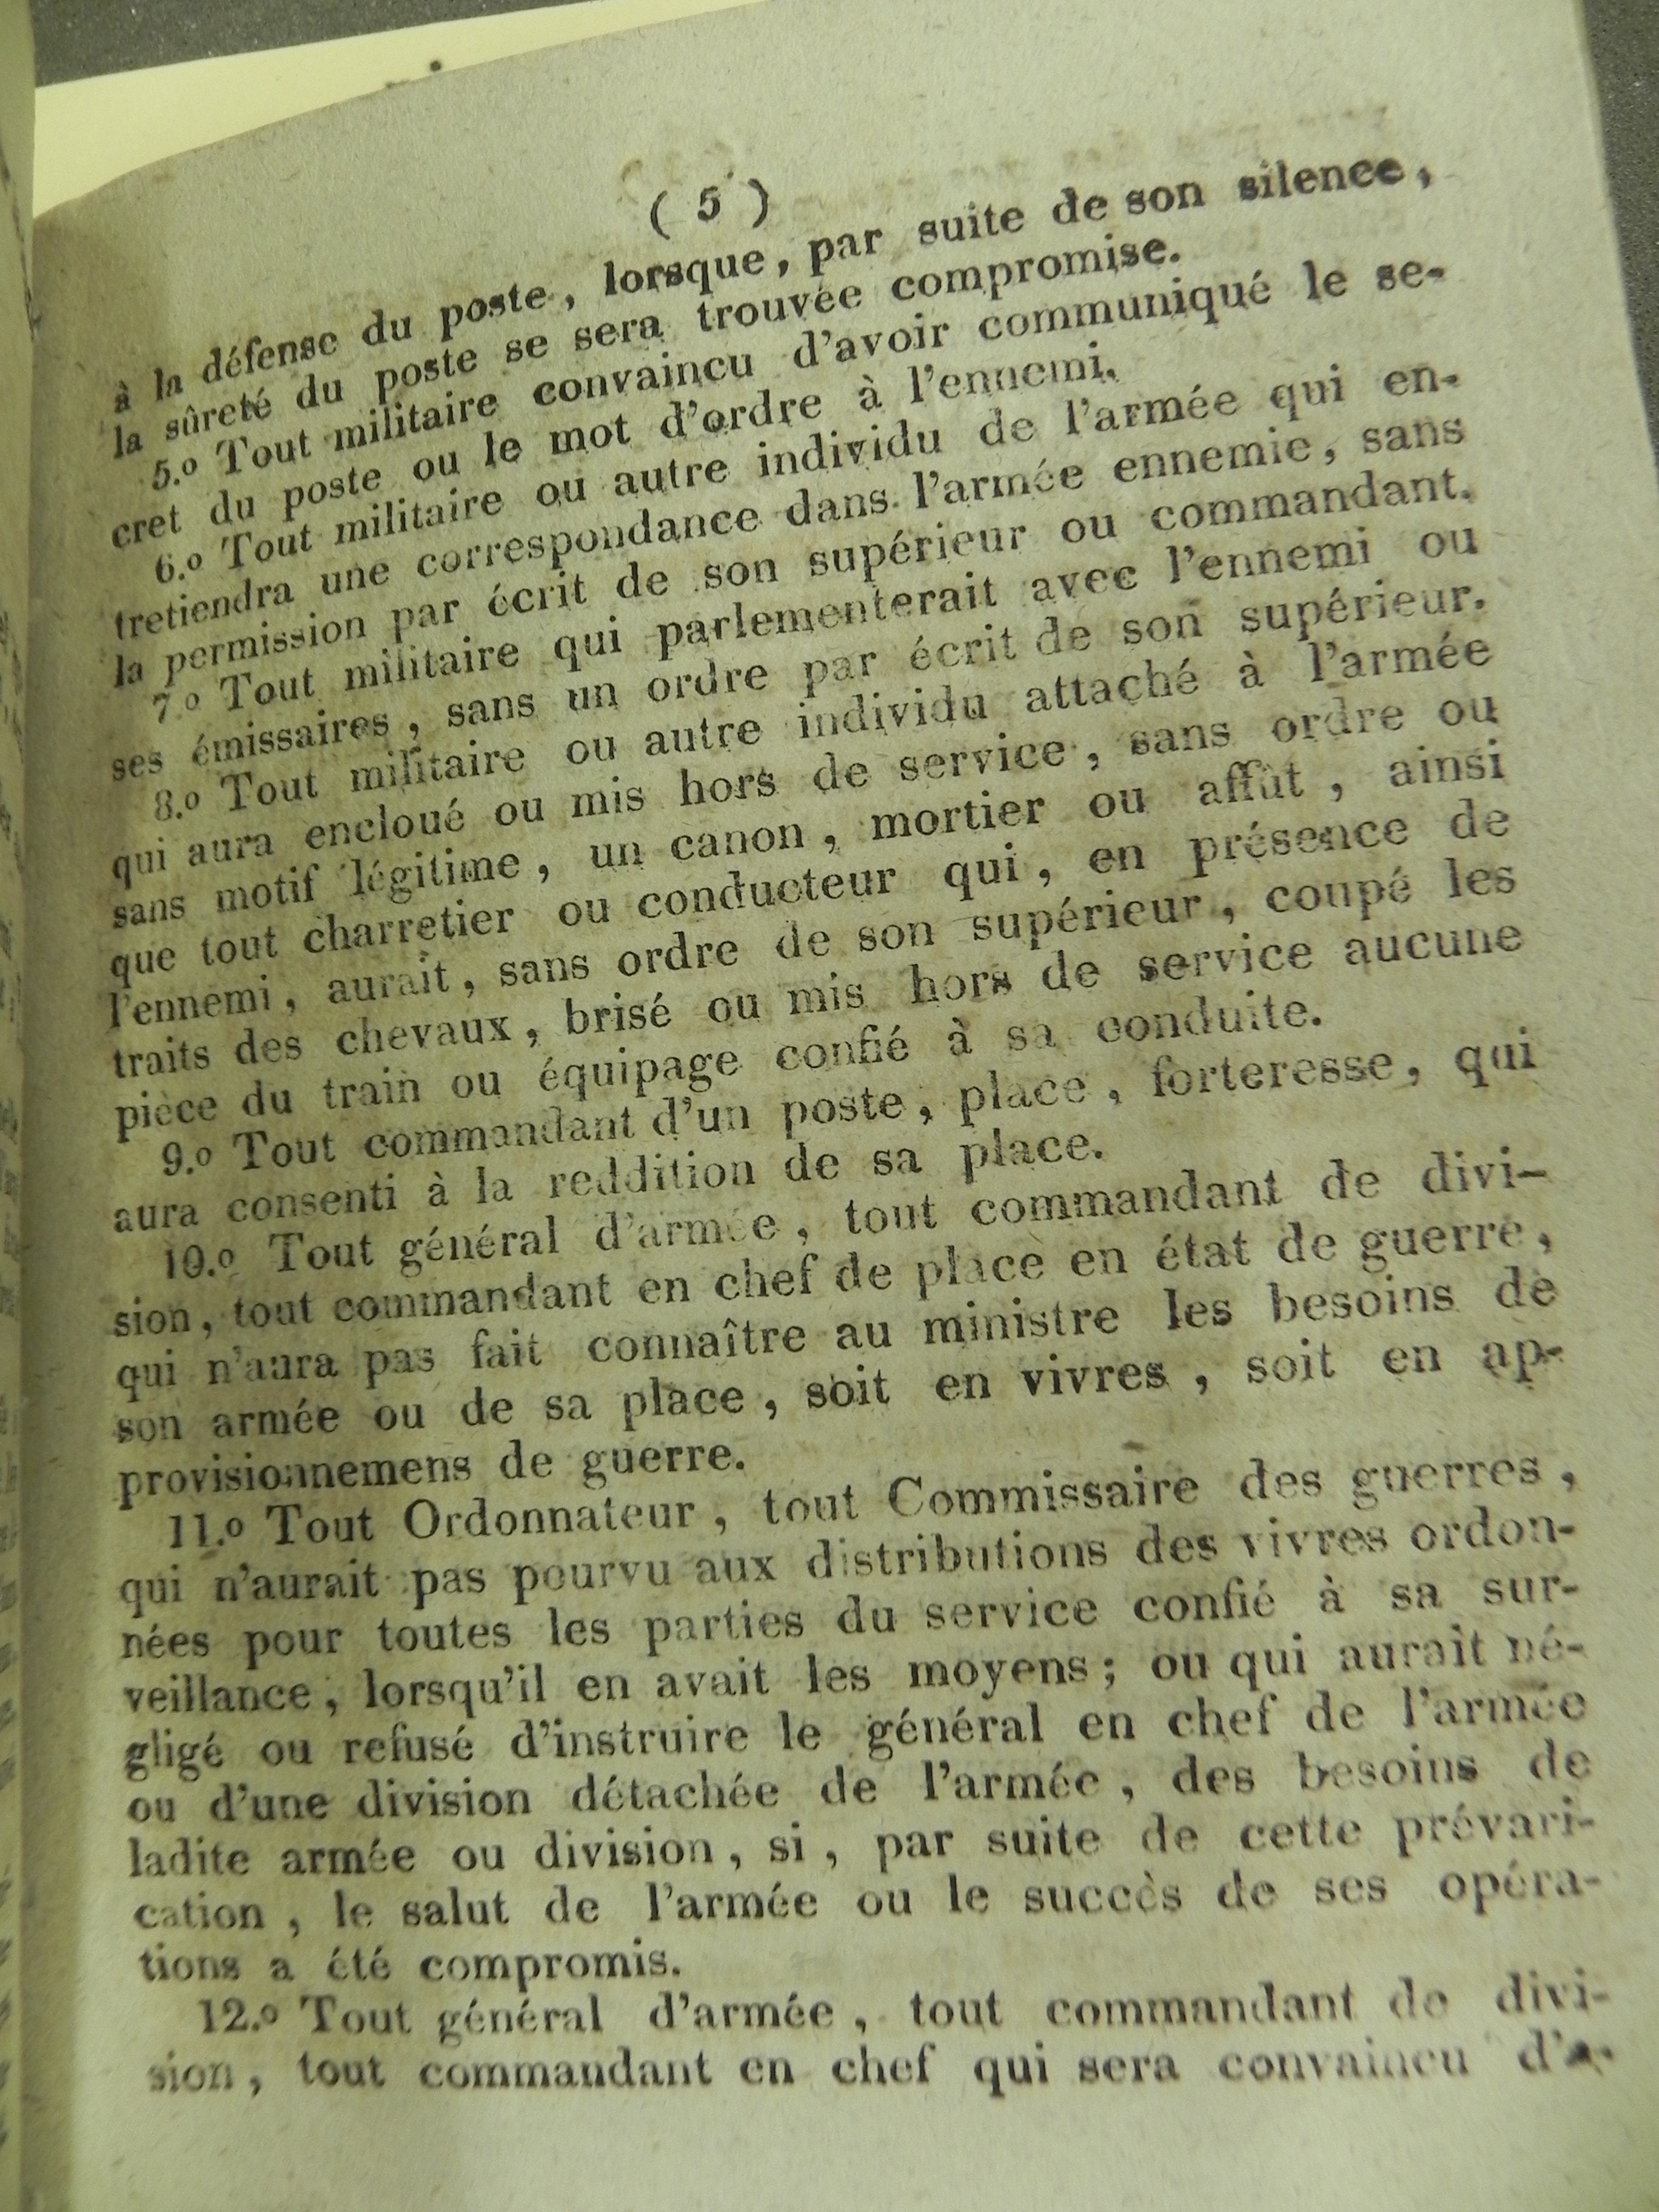 ( 5 )
à la défense du poste, lorsque, par suite de son silence,
la sûreté du poste se sera trouvée compromise.
5.º Tout militaire convaincu d'avoir communiqué le se-
cret du poste ou le mot d'ordre à l'ennemi.
6.º Tout militaire ou autre individu de l'armée qui en-
tretiendra une correspondance dans l'armée ennemie, sans
la permission par écrit de son supérieur ou commandant.
7.º Tout militaire qui parlementerait avec l'ennemi ou
ses émissaires, sans un ordre par écrit de son supérieur.
8.º Tout militaire ou autre individu attaché à l'armée
qui aura encloué ou mis hors de service, sans ordre ou
sans motif légitime, un canon, mortier ou affût, ainsi
que tout charretier ou conducteur qui, en présence de
l'ennemi, aurait, sans ordre de son supérieur, coupé les
traits des chevaux, brisé ou mis hors de service aucune
pièce du train ou équipage confié à sa conduite.
9.º Tout commandant d'un poste, place, forteresse, qui
aura consenti à la reddition de sa place.
10.º Tout général d'armée, tout commandant de divi-
sion, tout commandant en chef de place en état de guerre,
qui n'aura pas fait connaître au ministre les besoins de
son armée ou de sa place, soit en vivres, soit en ap-
provisionnemens de guerre.
11.º Tout Ordonnateur, tout Commissaire des guerres,
qui n'aurait pas pourvu aux distributions des vivres ordon-
nées pour toutes les parties du service confié à sa sur-
veillance, lorsqu'il en avait les moyens; ou qui aurait né-
gligé ou refusé d'instruire le général en chef de l'armée
ou d'une division détachée de l'armée, des besoins de
ladite armée ou division, si, par suite de cette prévari-
cation, le salut de l'armée ou le succès de ses opéra-
tions a été compromis.
12.º Tout général d'armée, tout commandant de divi-
sion, tout commandant en chef qui sera convaincu d'a-